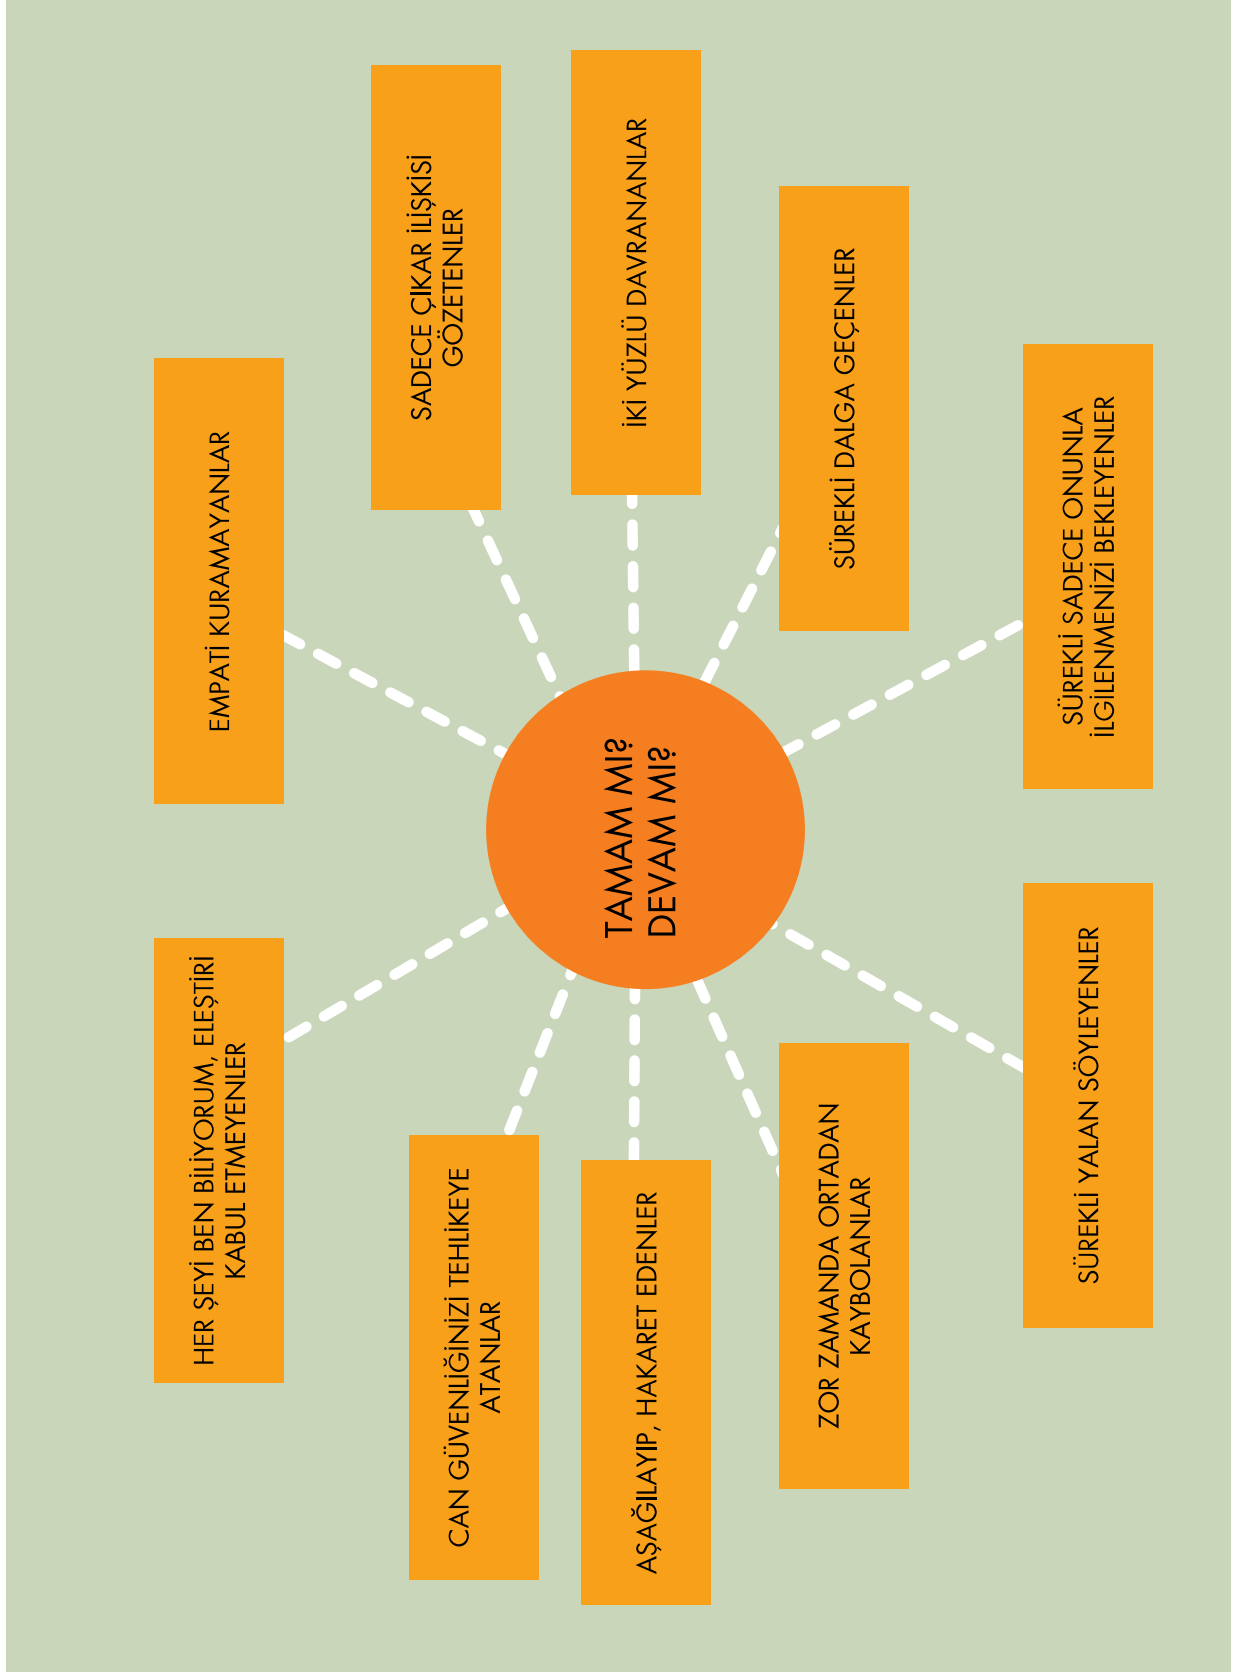 HER ŞEYİ BEN BİLİYORUM, ELEŞTİRİ
KABUL ETMEYENLER
EMPATİ KURAMAYANLAR
CAN GÜVENLİĞİNİZİ TEHLİKEYE
ATANLAR
SADECE ÇIKAR İLİŞKİSİ
GÖZETENLER
AŞAĞILAYIP, HAKARET EDENLER
TAMAM MI?
DEVAM MI?
İKİ YÜZLÜ DAVRANANLAR
ZOR ZAMANDA ORTADAN
KAYBOLANLAR
SÜREKLİ DALGA GEÇENLER
SÜREKLİ YALAN SÖYLEYENLER
SÜREKLİ SADECE ONUNLA
İLGİLENMENİZİ BEKLEYENLER